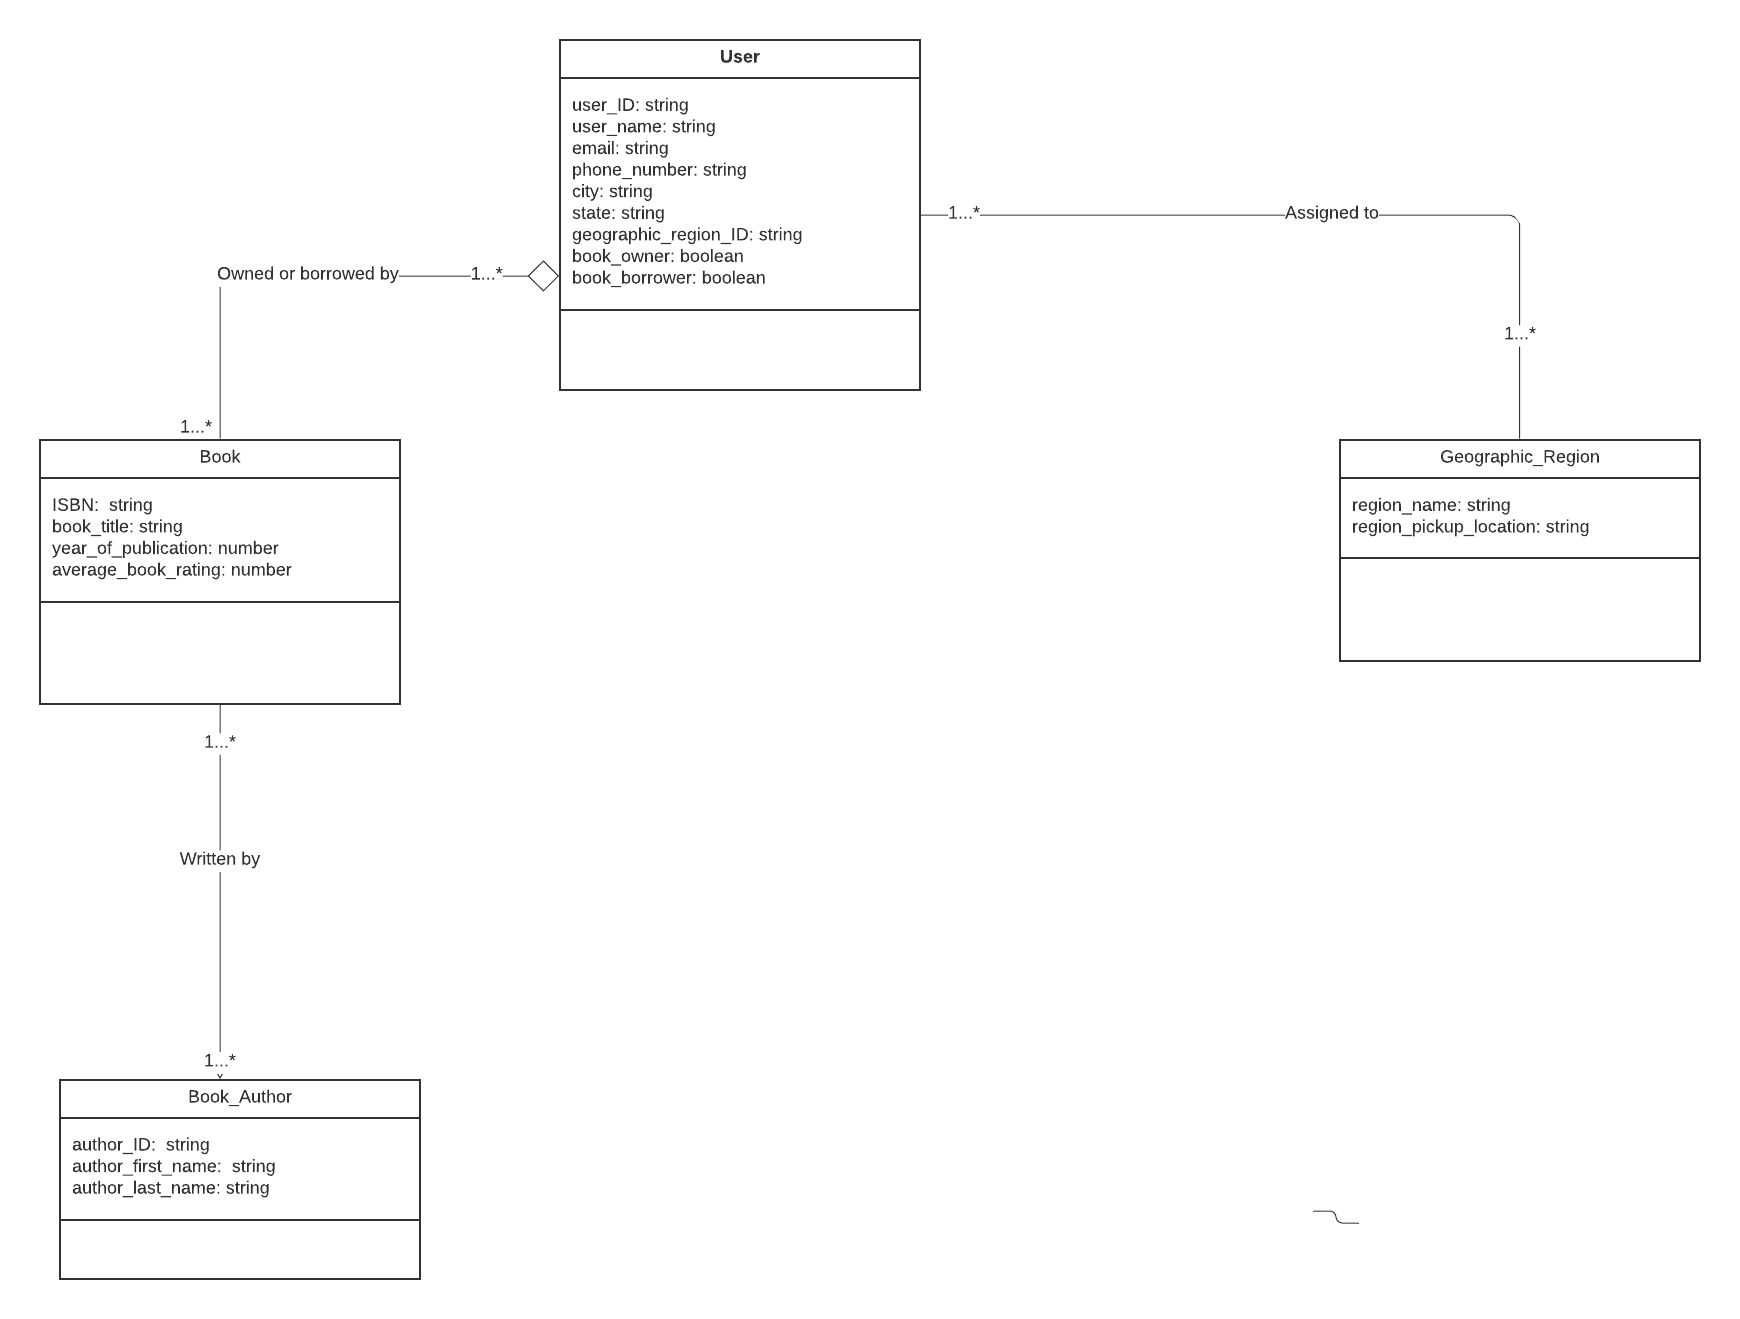 User
user_ID: string
user_name: string
email: string
phone_number: string
city: string
state: string
geographic_region_ID: string
book_owner: boolean
book_borrower: boolean
1...*
Assigned to
1...*
Owned or borrowed by
1...*
1...*
Book
ISBN:  string
book_title: string
year_of_publication: number
average_book_rating: number
Geographic_Region
region_name: string
region_pickup_location: string
1...*
Written by
1...*
Book_Author
author_ID:  string
author_first_name:  string
author_last_name: string